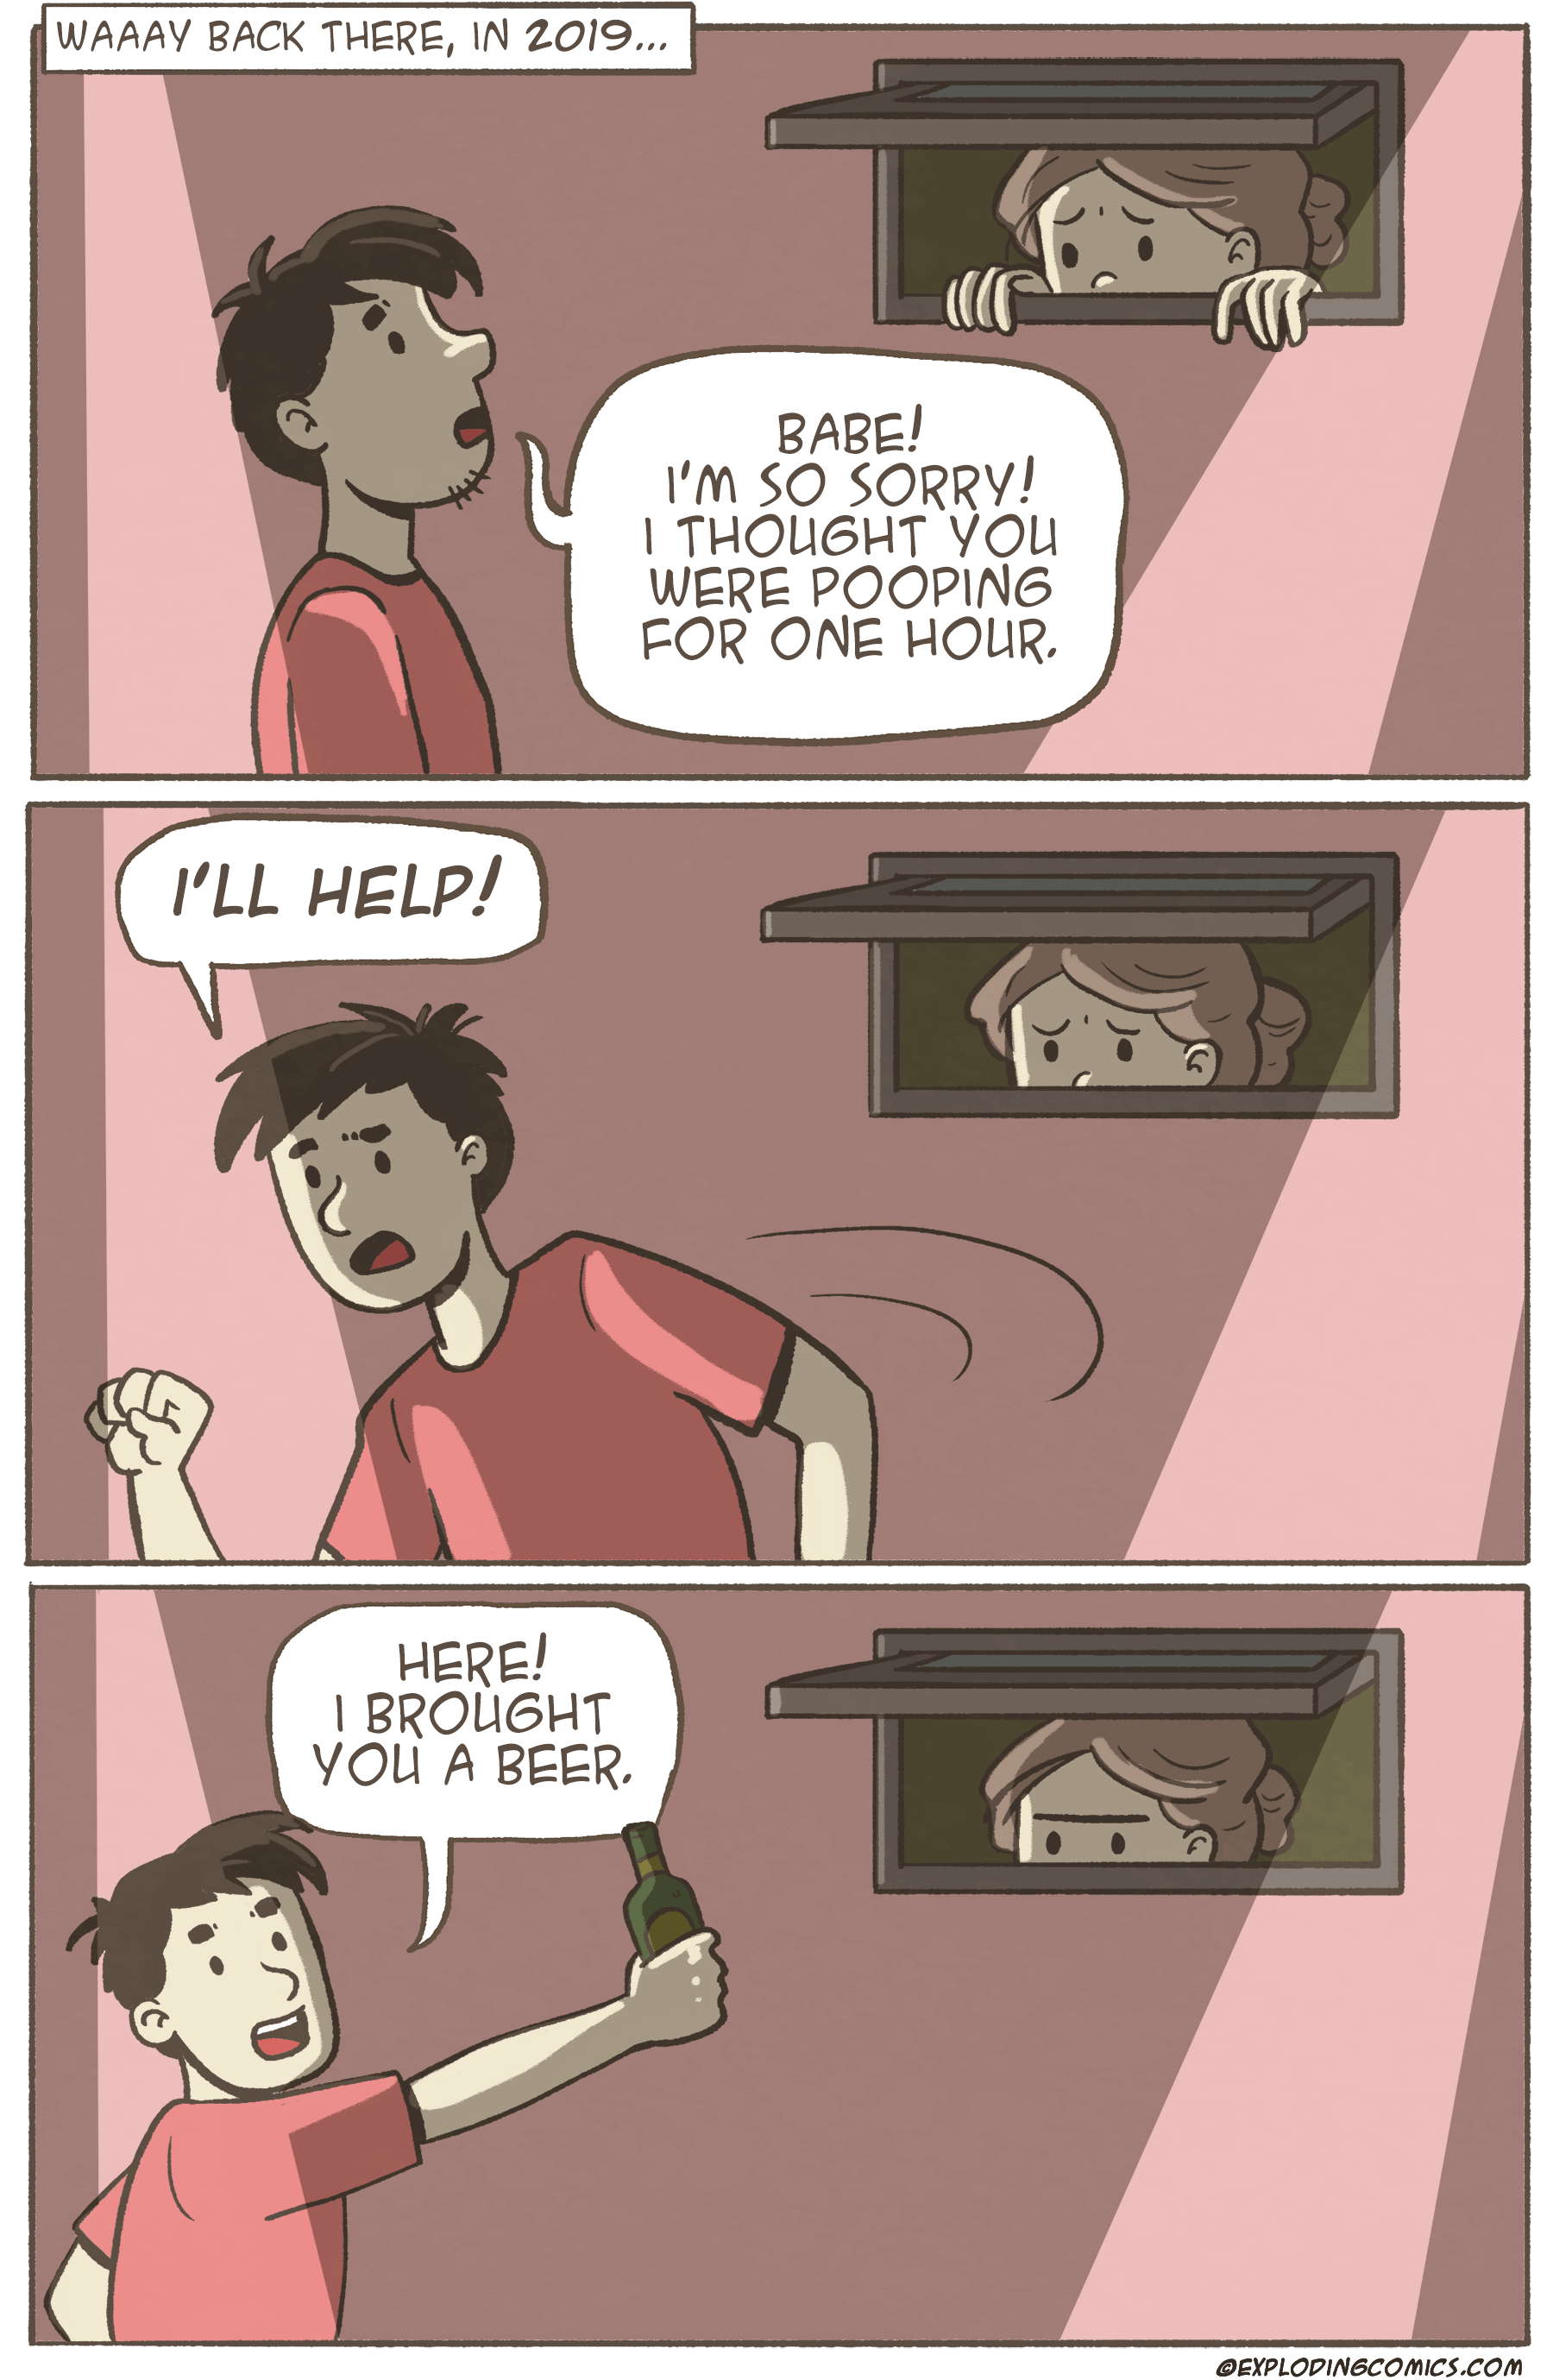 WAAAY BACK THERE, IN 2019...
BABE!
I'M SO SORRY!
I THOUGHT YOU
WERE POOPING
FOR ONE HOUR.
I'LL HELP!
HERE!
I BROUGHT
YOU A BEER.
@EXPLODINGCOMICS.COM